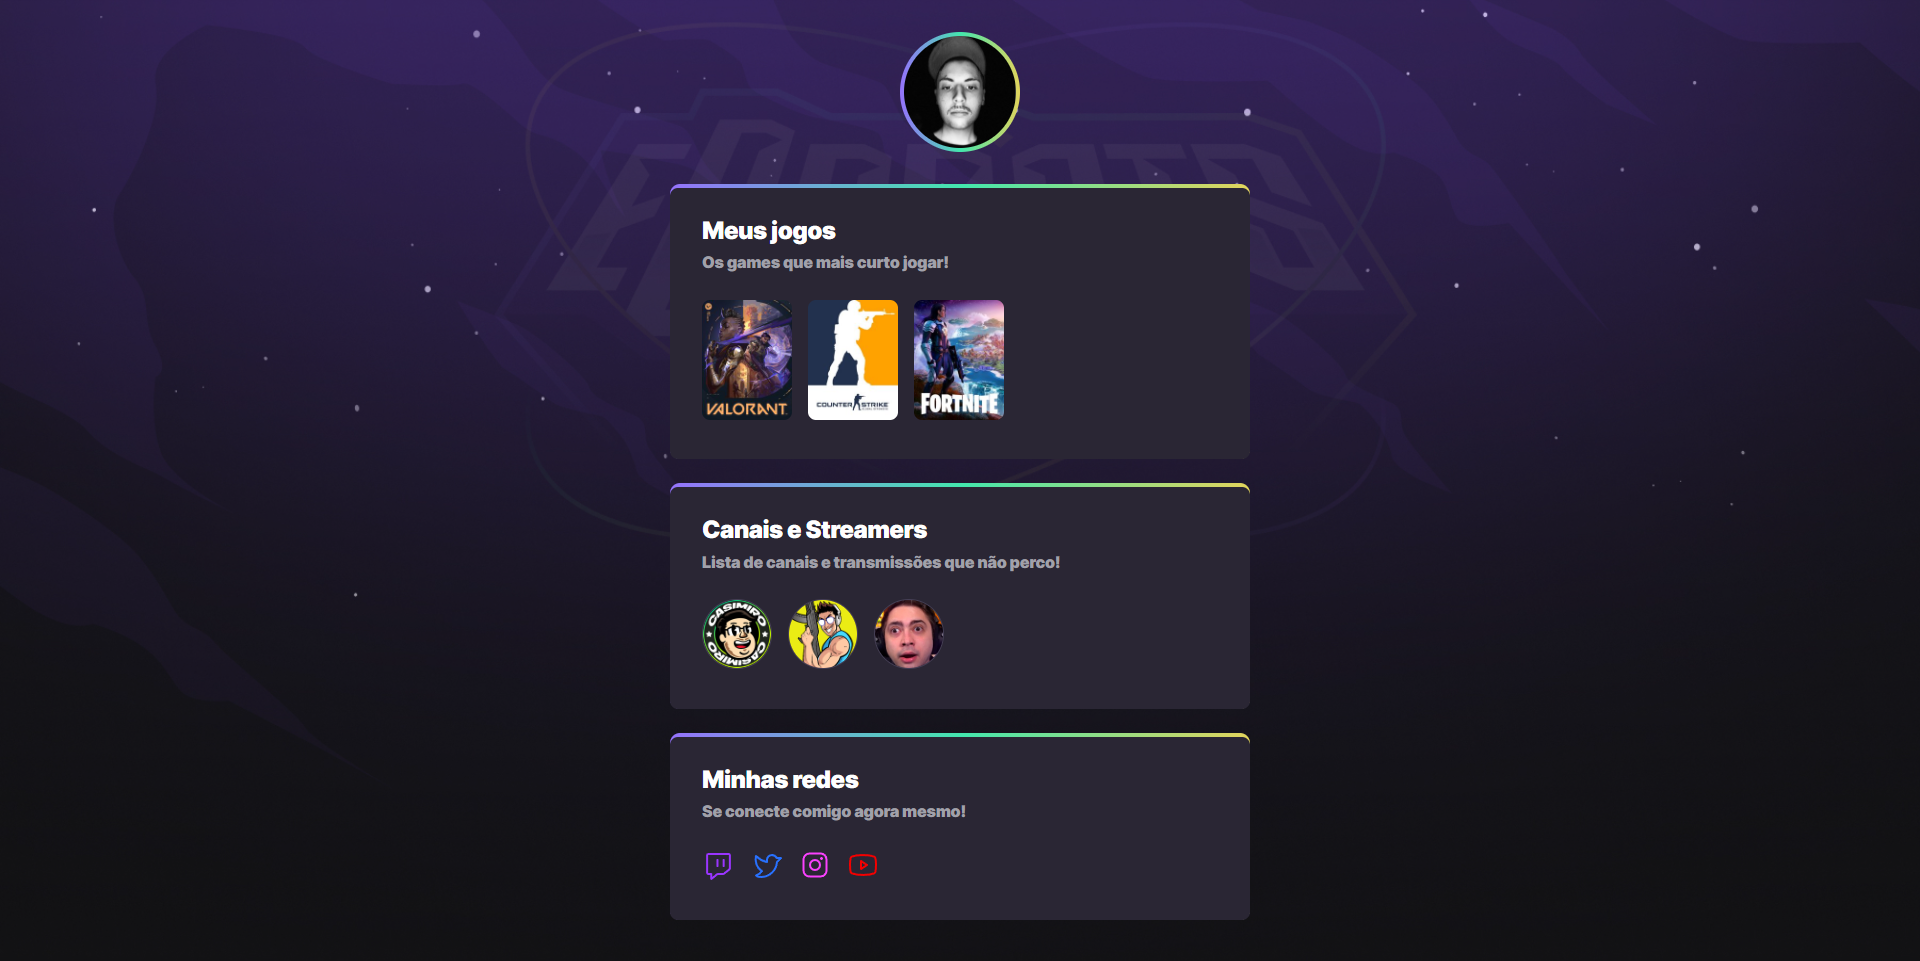 Meus jogos
Os games que mais curto jogar!
VALORANT
COUNTER STRIKE
FORTNITE
Canais e Streamers
Lista de canais e transmissões que não perco!
CASIMIRO
CASIMIRO
Minhas redes
Se conecte comigo agora mesmo!